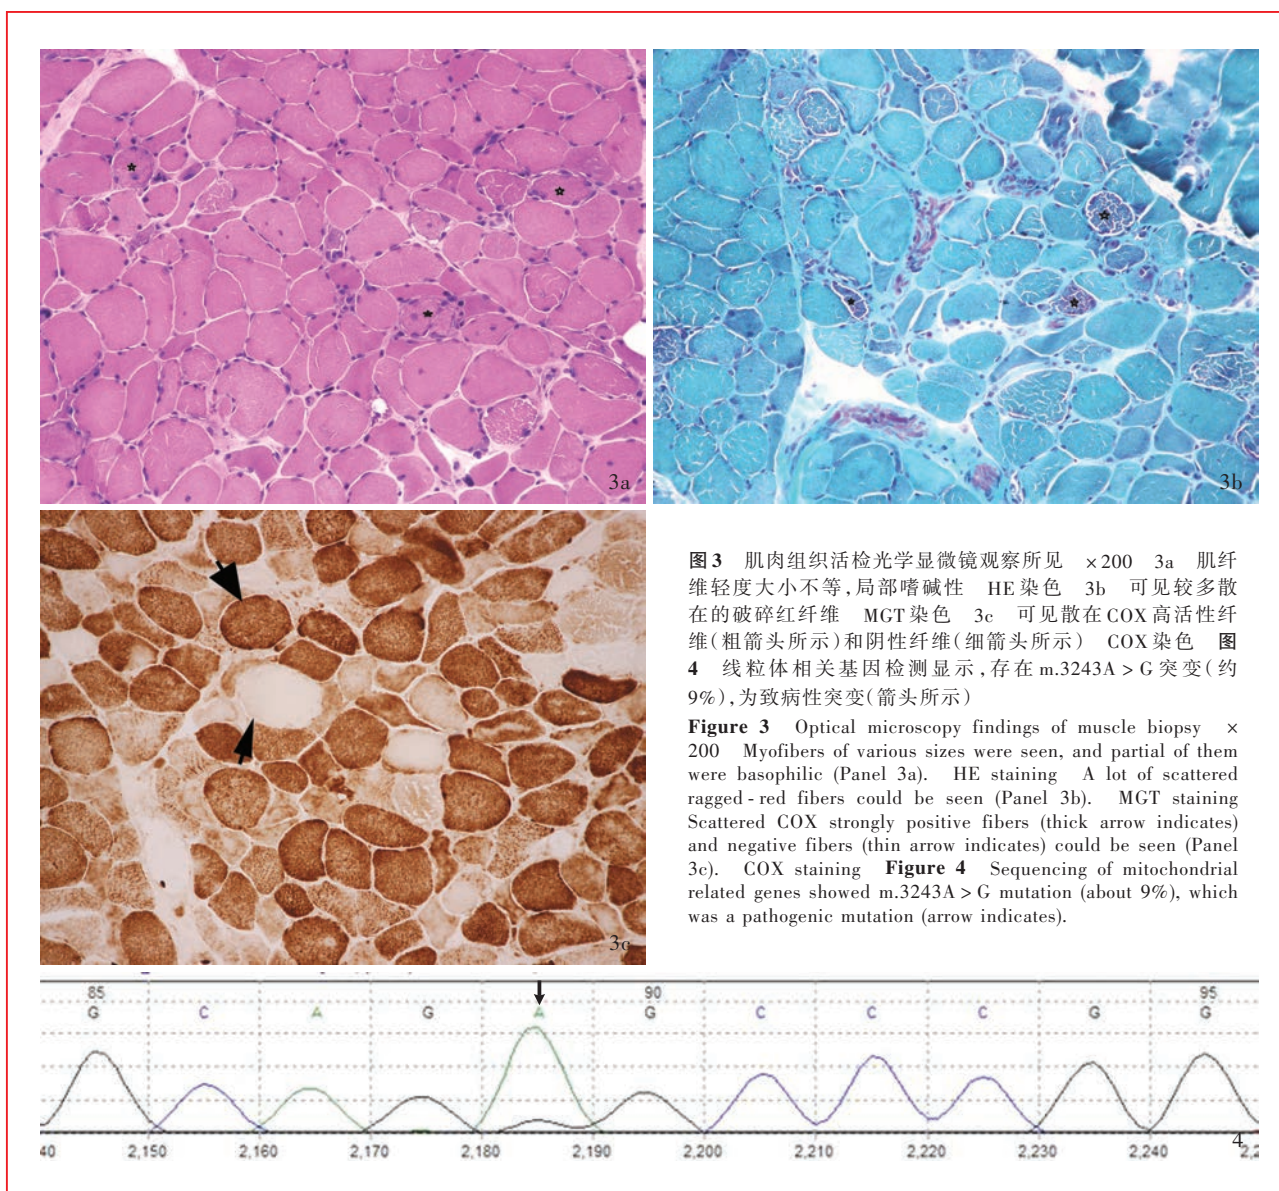 3a
3b
3c
图3 肌肉组织活检光学显微镜观察所见 ×200 3a 肌纤
维轻度大小不等,局部嗜碱性 HE染色 3b 可见较多散
在的破碎红纤维 MGT染色 3c 可见散在COX高活性纤
维(粗箭头所示)和阴性纤维(细箭头所示) COX染色 图
4 线粒体相关基因检测显示,存在m.3243A > G突变(约
9%),为致病性突变(箭头所示)
Figure 3 Optical microscopy findings of muscle biopsy ×
200 Myofibers of various sizes were seen, and partial of them
were basophilic (Panel 3a). HE staining A lot of scattered
ragged-red fibers could be seen (Panel 3b). MGT staining
Scattered COX strongly positive fibers (thick arrow indicates)
and negative fibers (thin arrow indicates) could be seen (Panel
3c). COX staining Figure 4 Sequencing of mitochondrial
related genes showed m.3243A > G mutation (about 9%), which
was a pathogenic mutation (arrow indicates).
85 90 95
G C A G A G C C C G G
40 2,150 2,160 2,170 2,180 2,190 2,200 2,210 2,220 2,230 2,240
4